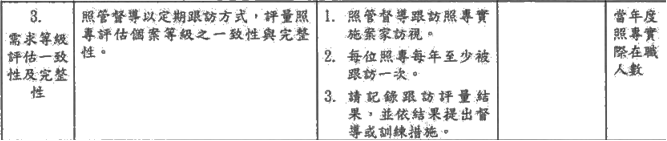 3.
需求等級
評估一致
性及完整
性
照管督導以定期跟訪方式，評量照
專評估個案等級之一致性與完整
性。
1. 照管督導跟訪照專實
施案家訪視。
2. 每位照專每年至少被
跟訪一次。
3. 請記錄跟訪評量結
果，並依結果提出督
導或訓練措施。
當年度
照專實
際在職
人數